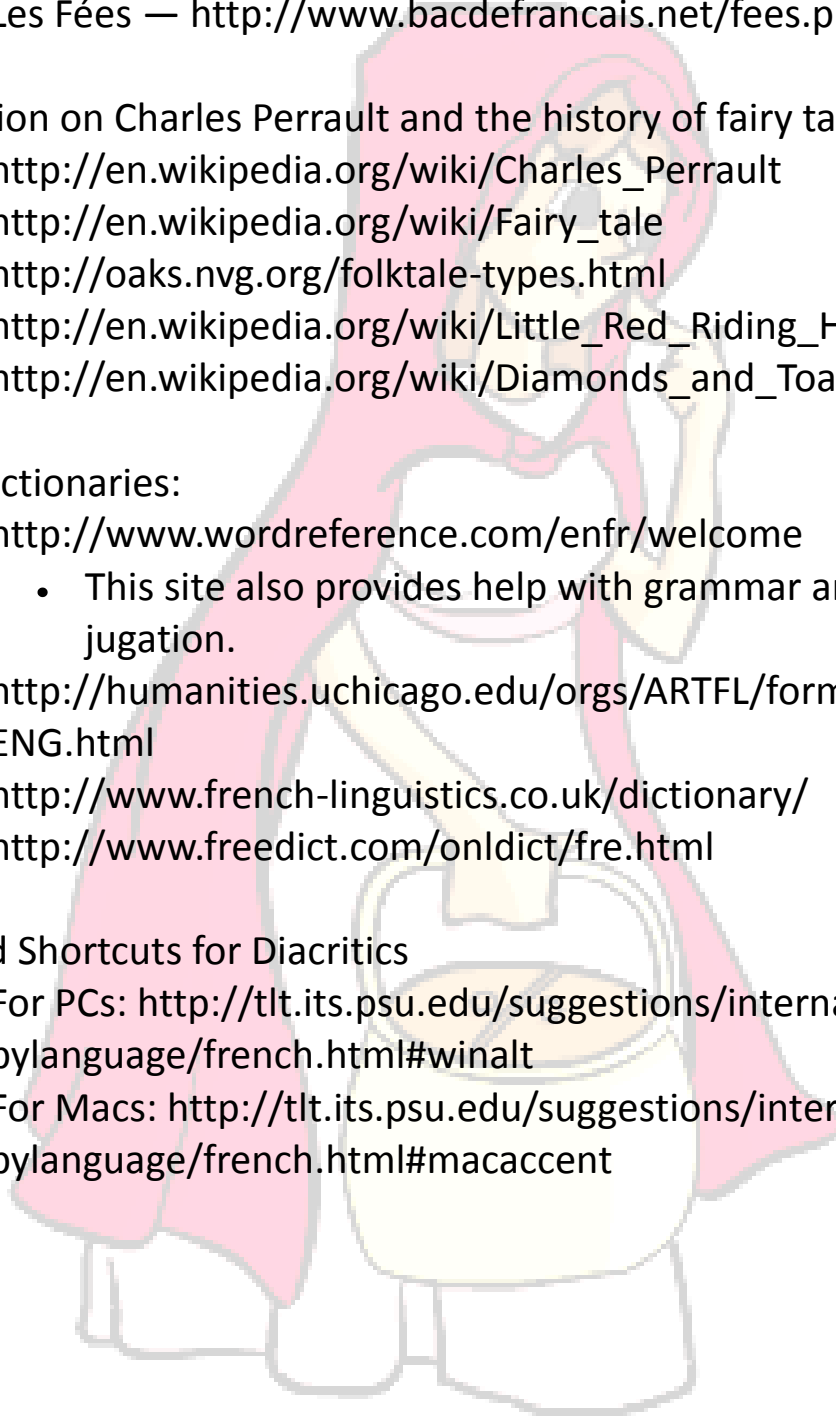 Les Fées — http://www.bacdefrancais.net/fees.p
ion on Charles Perrault and the history of fairy ta
http://en.wikipedia.org/wiki/Charles_Perrault
http://en.wikipedia.org/wiki/Fairy_tale
http://oaks.nvg.org/folktale-types.html
http://en.wikipedia.org/wiki/Little_Red_Riding_H
http://en.wikipedia.org/wiki/Diamonds_and_Toa
ctionaries:
http://www.wordreference.com/enfr/welcome
• This site also provides help with grammar a
jugation.
http://humanities.uchicago.edu/orgs/ARTFL/form
ENG.html
http://www.french-linguistics.co.uk/dictionary/
http://www.freedict.com/onldict/fre.html
d Shortcuts for Diacritics
For PCs: http://tlt.its.psu.edu/suggestions/interna
bylanguage/french.html#winalt
For Macs: http://tlt.its.psu.edu/suggestions/inter
bylanguage/french.html#macaccent